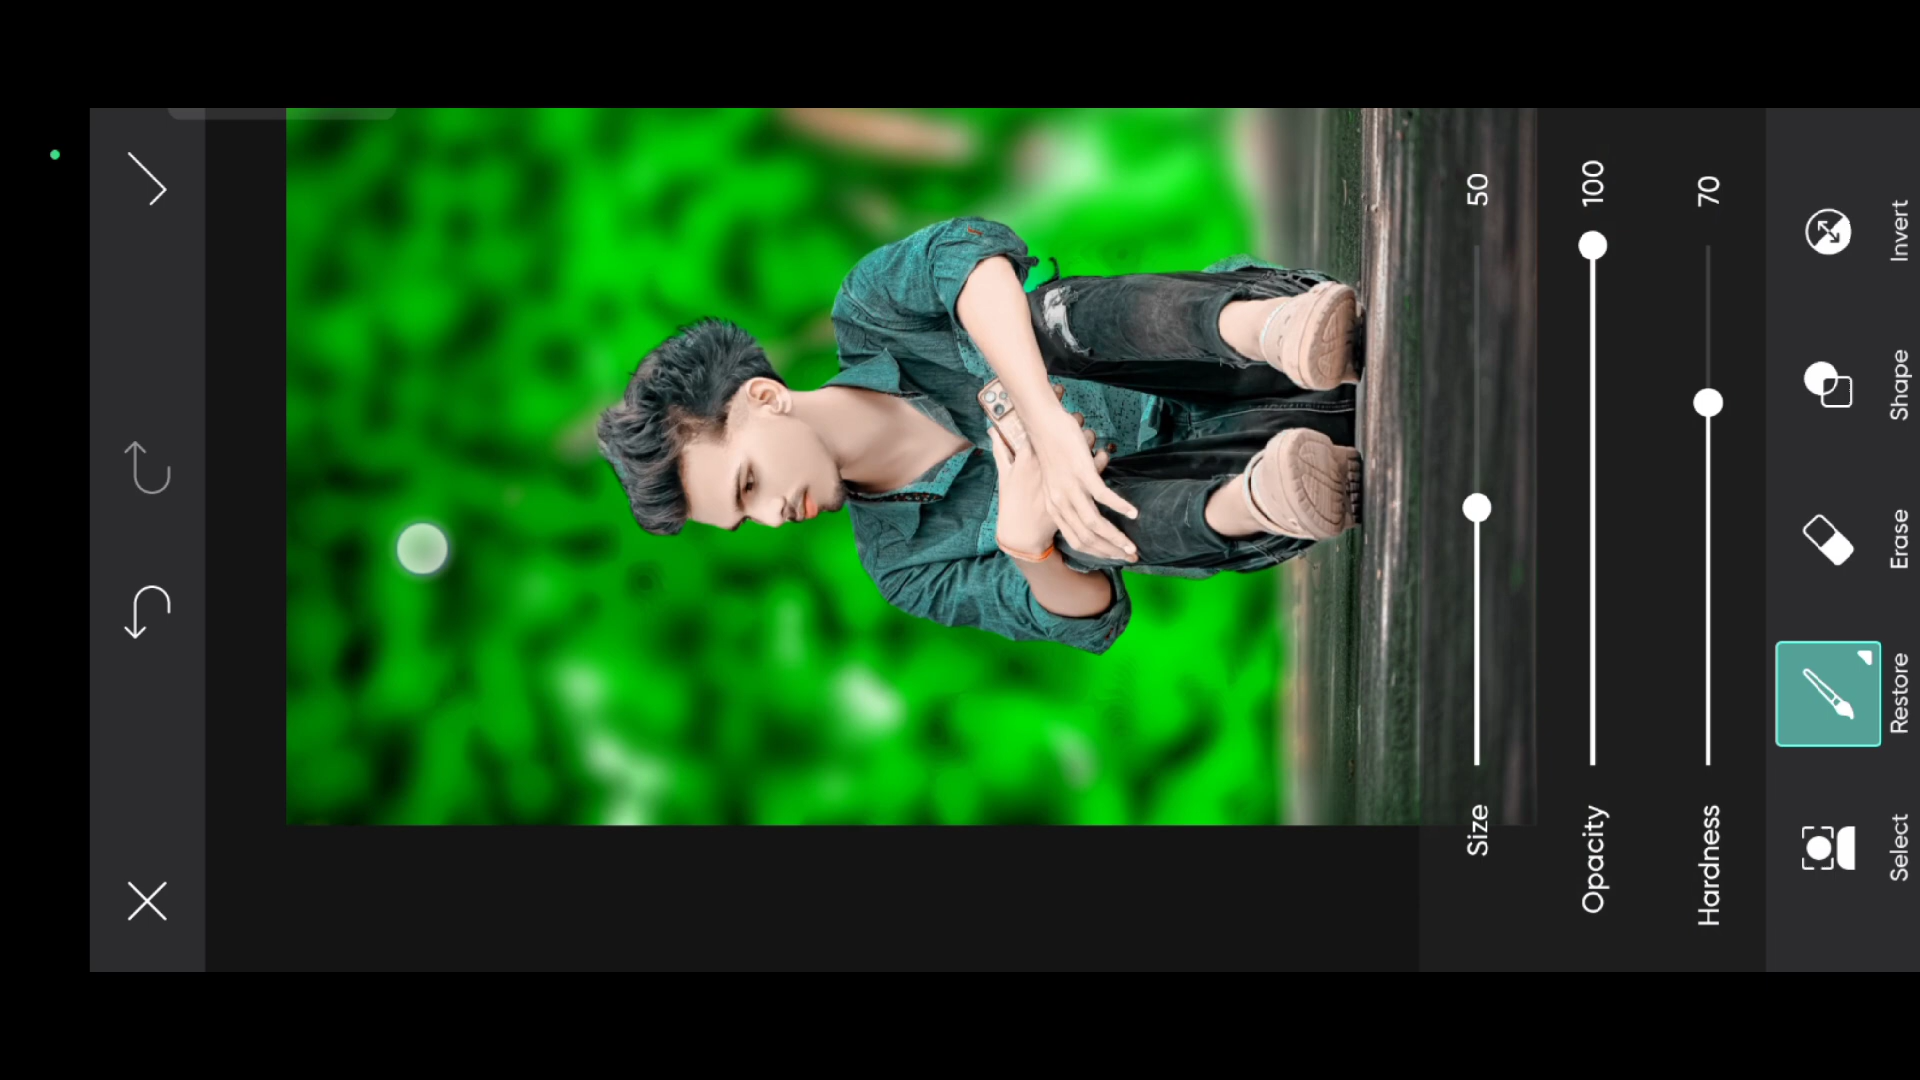 Size 50
Opacity 100
Hardness 70
Select
Restore
Erase
Shape
Invert